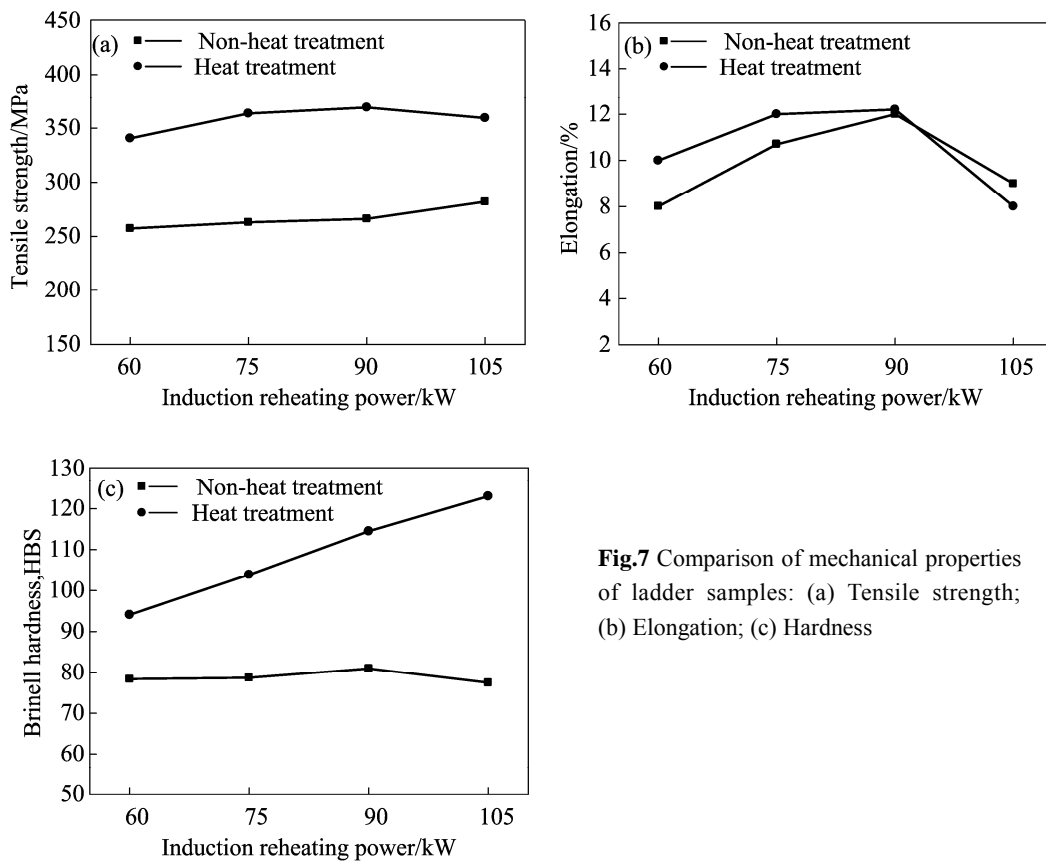 (a)
Non-heat treatment
Heat treatment
450
400
350
300
250
200
150
Tensile strength/MPa
60 75 90 105
Induction reheating power/kW
(b)
Non-heat treatment
Heat treatment
16
14
12
10
8
6
4
2
Elongation/%
60 75 90 105
Induction reheating power/kW
(c)
Non-heat treatment
Heat treatment
130
120
110
100
90
80
70
60
50
Brinell hardness,HBS
60 75 90 105
Induction reheating power/kW
Fig.7 Comparison of mechanical properties
of ladder samples: (a) Tensile strength;
(b) Elongation; (c) Hardness